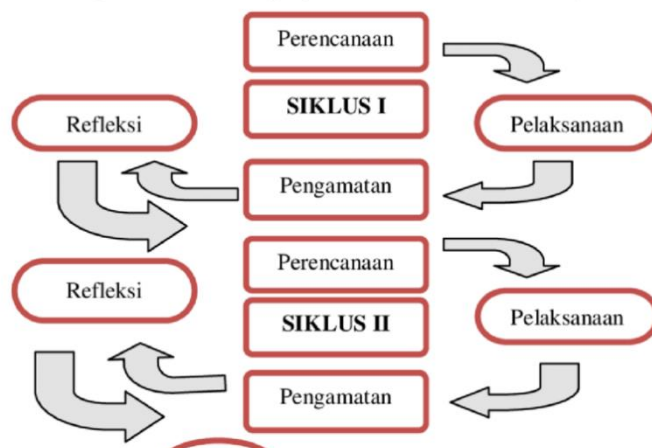 Perencanaan
SIKLUS I
Refleksi
Pelaksanaan
Pengamatan
Perencanaan
Refleksi
SIKLUS II
Pelaksanaan
Pengamatan